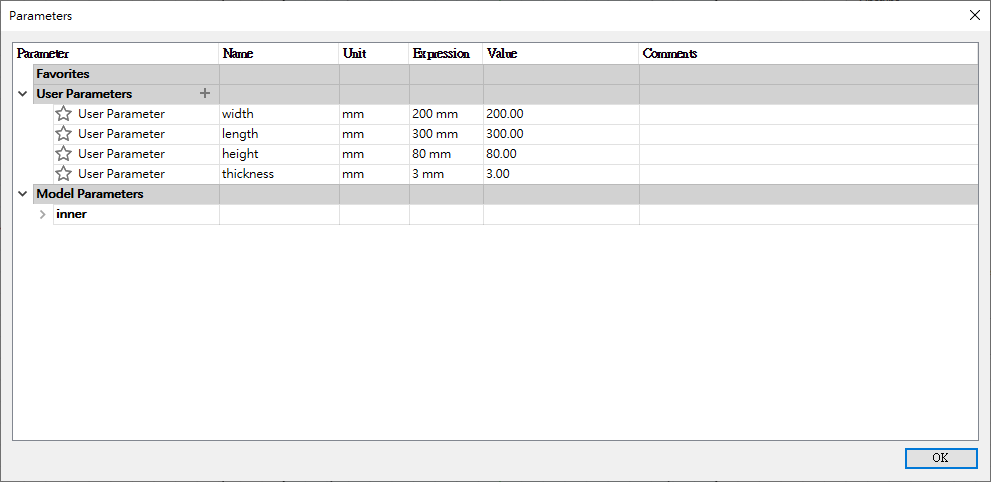 Parameters
Parameter Name Unit Expression Value Comments
Favorites
User Parameters +
User Parameter width mm 200 mm 200.00
User Parameter length mm 300 mm 300.00
User Parameter height mm 80 mm 80.00
User Parameter thickness mm 3 mm 3.00
Model Parameters
inner
OK